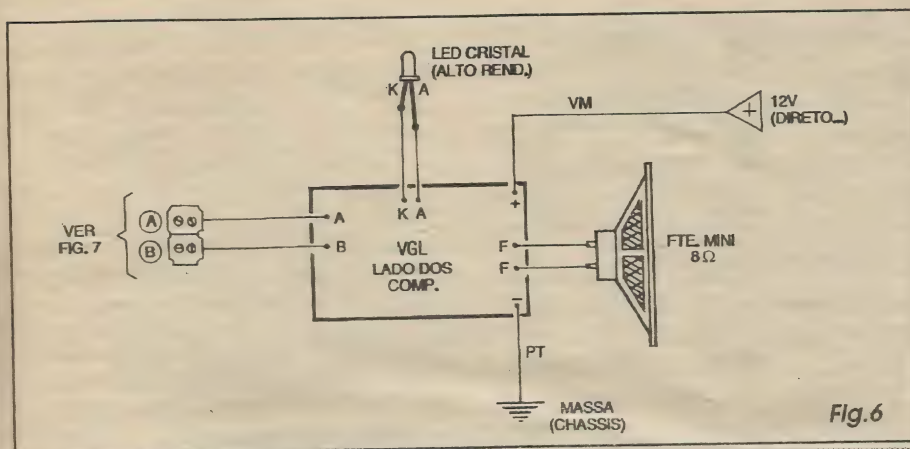 LED CRISTAL
(ALTO REND.)
K A
VM
+
12V
(DIRETO...)
VER
FIG. 7
A
B
A
B
K A
VGL
LADO DOS
COMP.
+
F
F
–
FTE. MINI
8Ω
PT
MASSA
(CHASSIS)
Fig.6